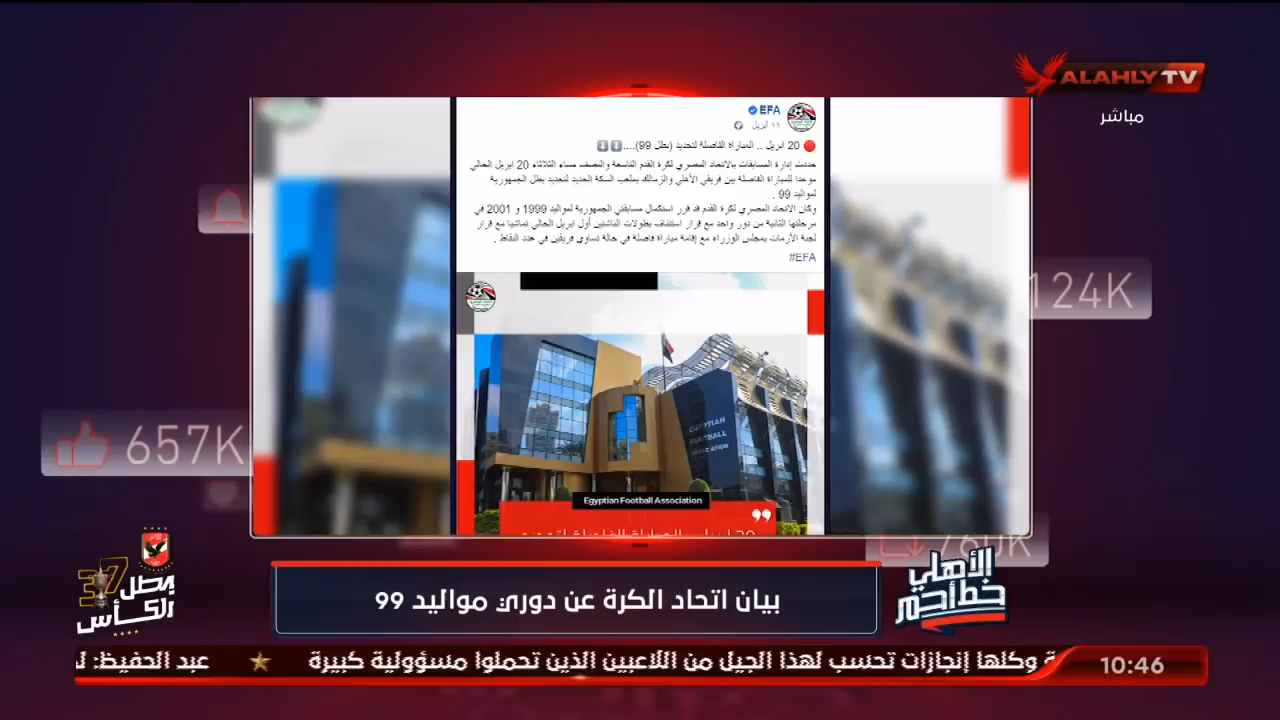 ALAHLY TV
مباشر
EFA
١١ أبريل
20 ابريل .. المباراة الفاصلة لتحديد (بطل 99)....
حددت إدارة المسابقات بالاتحاد المصري لكرة القدم التاسعة والنصف مساء الثلاثاء 20 ابريل الحالي
موعدا للمباراة الفاصلة بين فريقي الأهلي والزمالك بملعب السكة الحديد لتحديد بطل الجمهورية
لمواليد 99 .
وكان الاتحاد المصري لكرة القدم قد قرر استكمال مسابقتي الجمهورية لمواليد 1999 و 2001 في
مرحلتها الثانية من دور واحد مع قرار استئناف بطولات الناشئين أول ابريل الحالي تماشيا مع قرار
لجنة الأزمات بمجلس الوزراء مع إقامة مباراة فاصلة في حالة تساوي فريقين في عدد النقاط .
#EFA
124K
657K
EGYPTIAN
FOOTBALL
ASSOCIATION
Egyptian Football Association
760K
بطل 37
الكأس
بيان اتحاد الكرة عن دوري مواليد 99
الأهلي
خط أحمر
وكلها إنجازات تحسب لهذا الجيل من اللاعبين الذين تحملوا مسؤولية كبيرة
عبد الحفيظ:
10:46